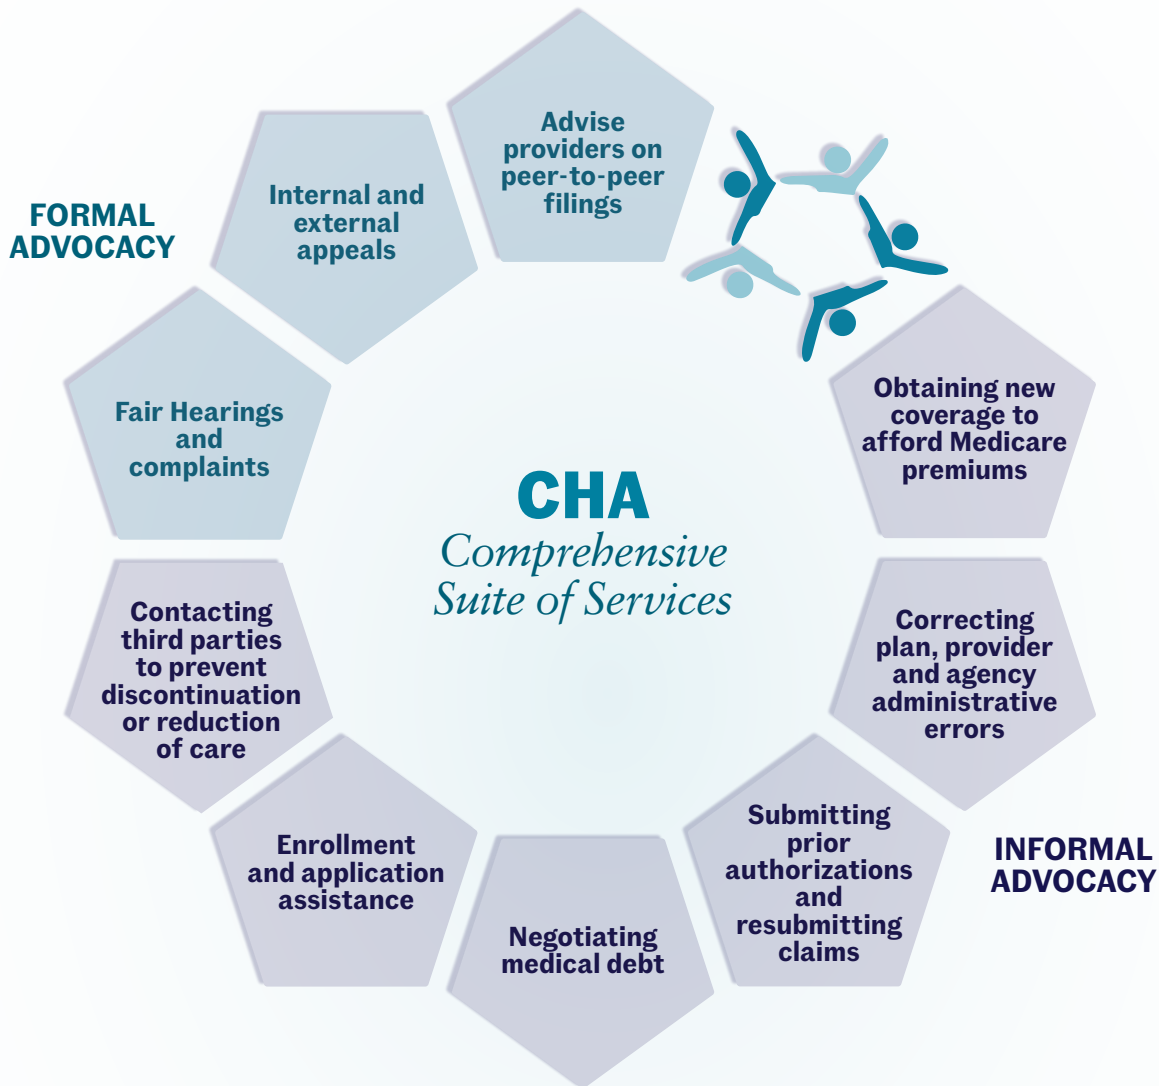 Advise
providers on
peer-to-peer
filings
Internal and
external
appeals
FORMAL
ADVOCACY
Fair Hearings
and
complaints
Obtaining new
coverage to
afford Medicare
premiums
CHA
Comprehensive
Suite of Services
Contacting
third parties
to prevent
discontinuation
or reduction
of care
Correcting
plan, provider
and agency
administrative
errors
Enrollment
and application
assistance
Negotiating
medical debt
Submitting
prior
authorizations
and
resubmitting
claims
INFORMAL
ADVOCACY